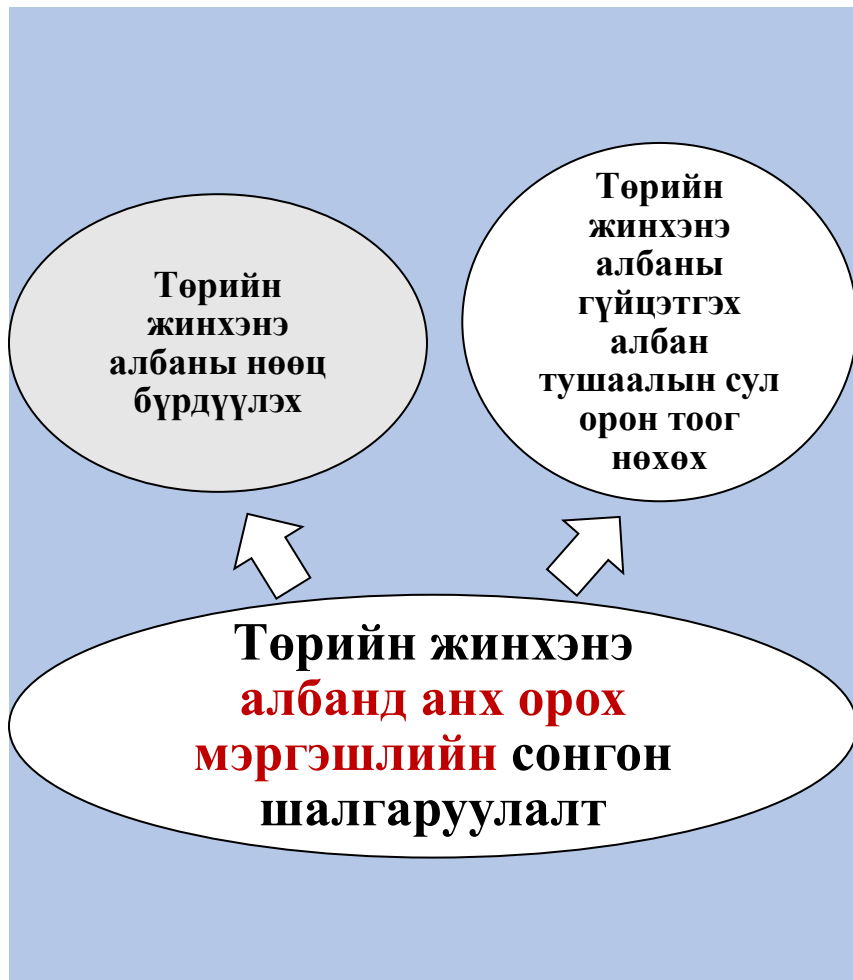 Төрийн
жинхэнэ
албаны нөөц
бүрдүүлэх
Төрийн
жинхэнэ
албаны
гүйцэтгэх
албан
тушаалын сул
орон тоог
нөхөх
Төрийн жинхэнэ
албанд анх орох
мэргэшлийн сонгон
шалгаруулалт